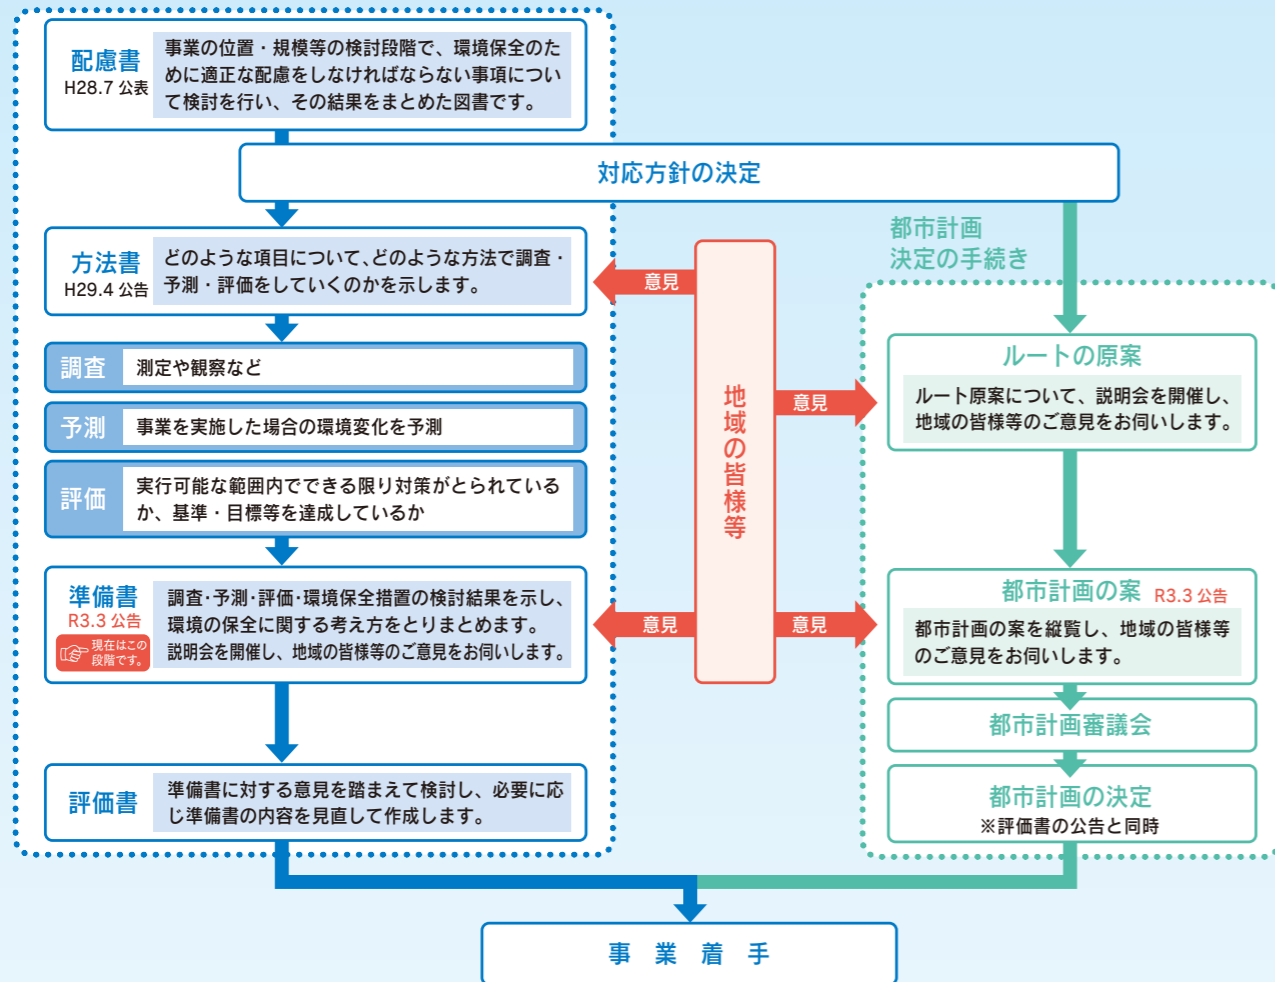 配慮書
H28.7 公表
事業の位置・規模等の検討段階で、環境保全のた
めに適正な配慮をしなければならない事項につい
て検討を行い、その結果をまとめた図書です。
対応方針の決定
方法書
H29.4 公告
どのような項目について、どのような方法で調査・
予測・評価をしていくのかを示します。
調査
測定や観察など
予測
事業を実施した場合の環境変化を予測
評価
実行可能な範囲内でできる限り対策がとられている
か、基準・目標等を達成しているか
準備書
R3.3 公告
現在はこの
段階です。
調査・予測・評価・環境保全措置の検討結果を示し、
環境の保全に関する考え方をとりまとめます。
説明会を開催し、地域の皆様等のご意見をお伺いします。
評価書
準備書に対する意見を踏まえて検討し、必要に応
じ準備書の内容を見直して作成します。
意見
意見
地域の皆様等
意見
意見
都市計画
決定の手続き
ルートの原案
ルート原案について、説明会を開催し、
地域の皆様等のご意見をお伺いします。
都市計画の案 R3.3 公告
都市計画の案を縦覧し、地域の皆様等
のご意見をお伺いします。
都市計画審議会
都市計画の決定
※評価書の公告と同時
事業着手